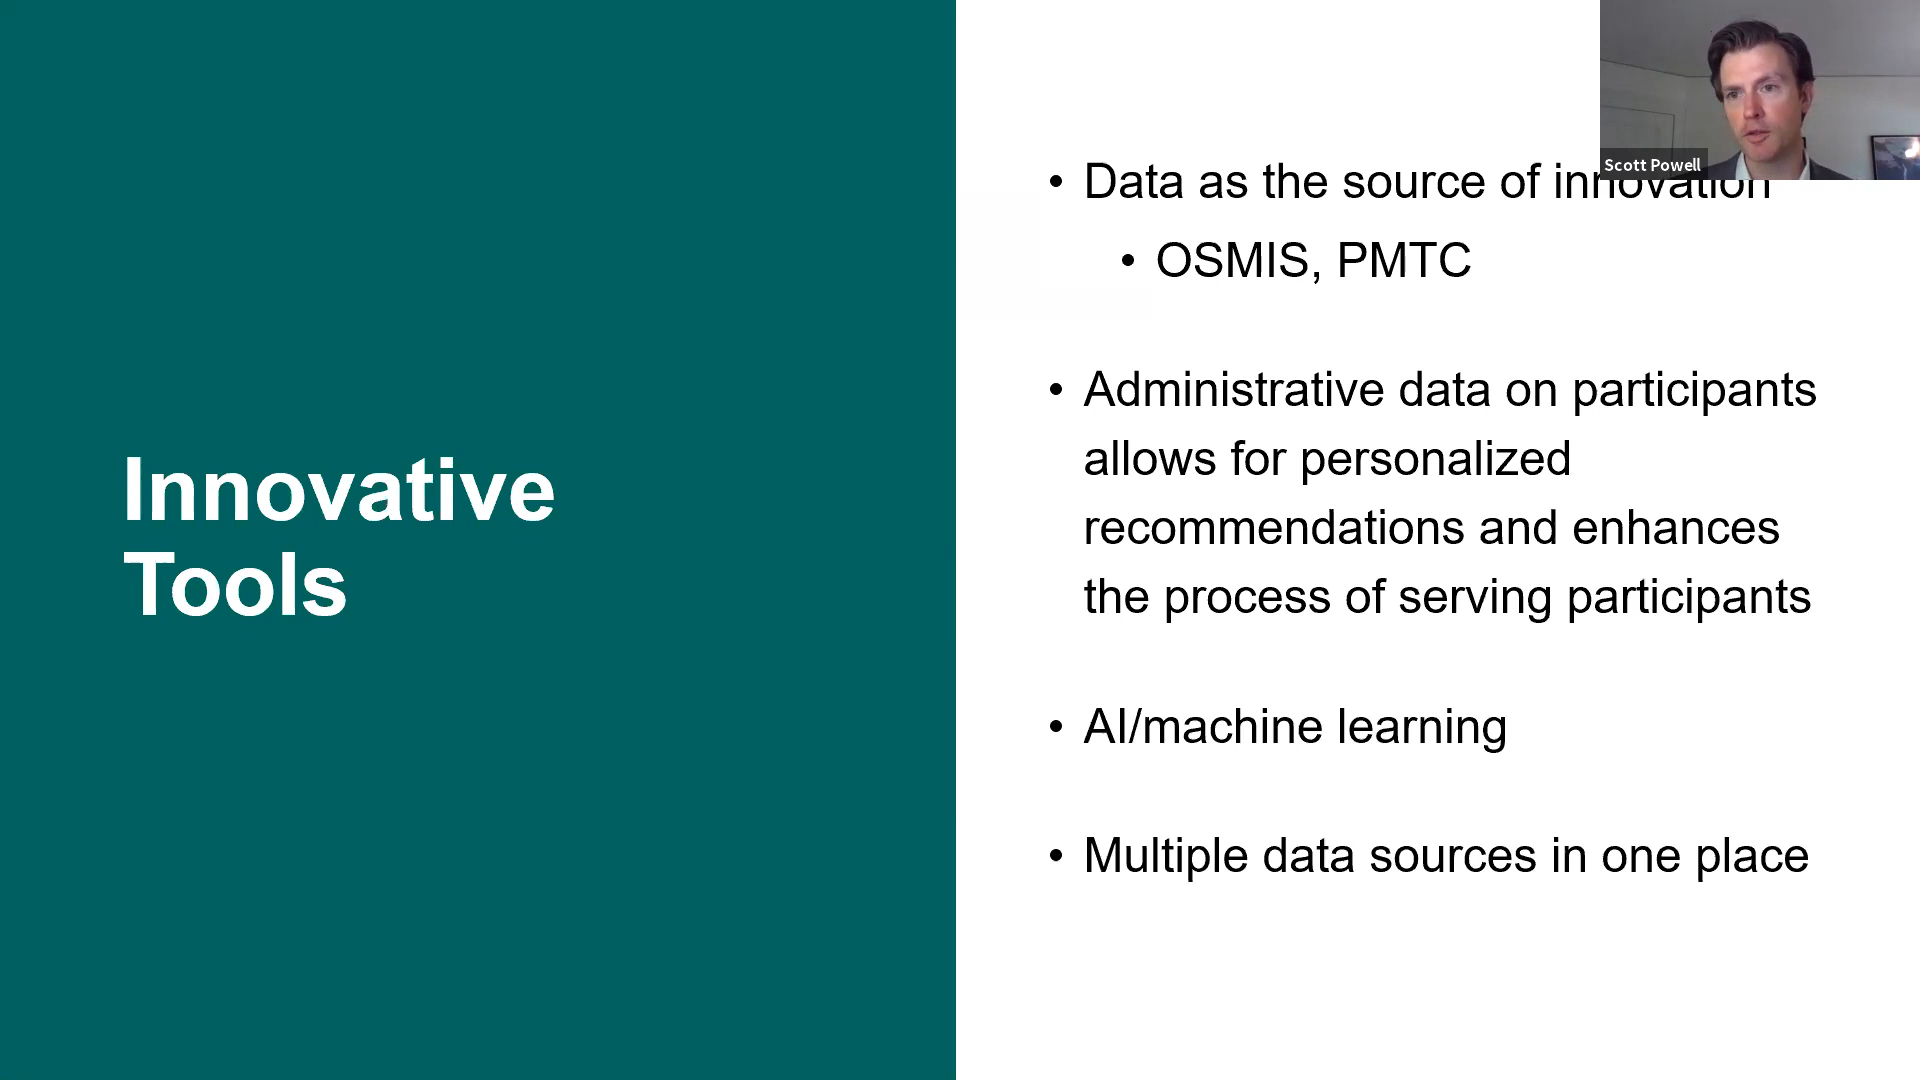 Innovative
Tools
• Data as the source of innovation
• OSMIS, PMTC
• Administrative data on participants
allows for personalized
recommendations and enhances
the process of serving participants
• AI/machine learning
• Multiple data sources in one place
Scott Powell